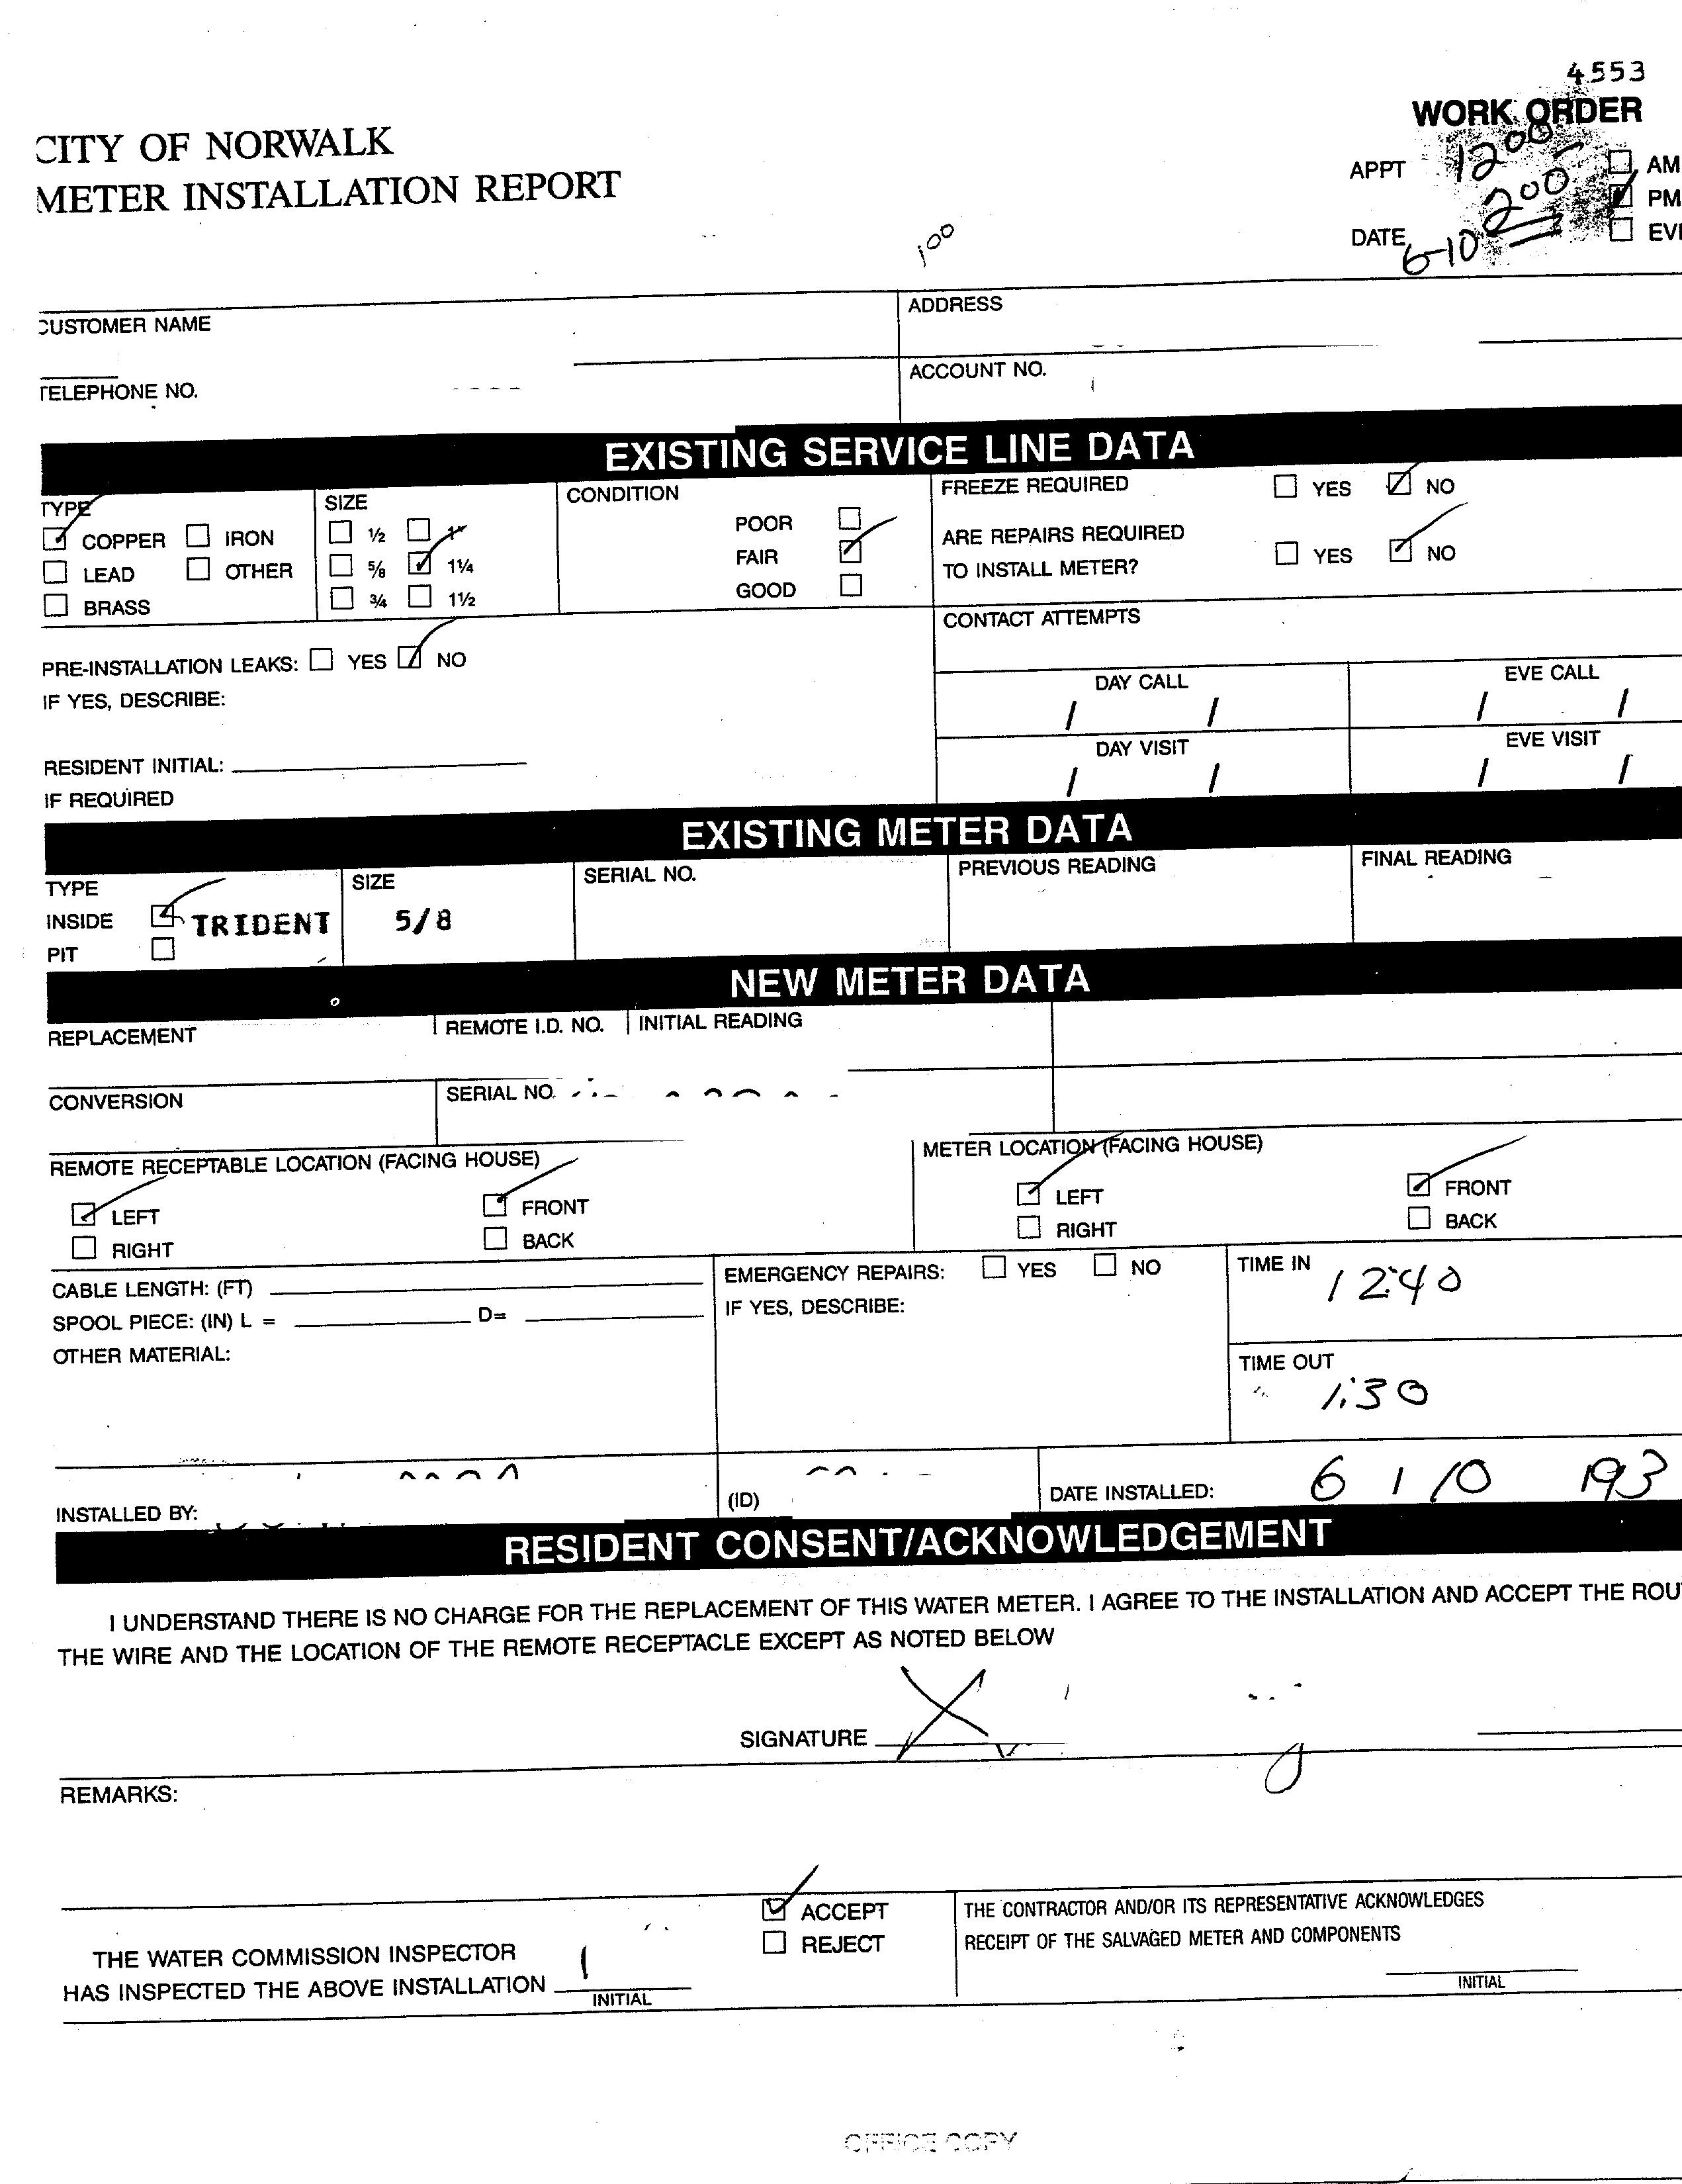 4553
WORK ORDER
CITY OF NORWALK
METER INSTALLATION REPORT
APPT 1200- AM
200 PM
DATE 6-10 EVE
100
CUSTOMER NAME ADDRESS
TELEPHONE NO. ACCOUNT NO.
EXISTING SERVICE LINE DATA
TYPE SIZE CONDITION FREEZE REQUIRED YES NO
COPPER IRON 1/2 1" POOR ARE REPAIRS REQUIRED
LEAD OTHER 5/8 1 1/4 FAIR TO INSTALL METER? YES NO
BRASS 3/4 1 1/2 GOOD
CONTACT ATTEMPTS
PRE-INSTALLATION LEAKS: YES NO
IF YES, DESCRIBE:
DAY CALL EVE CALL
/ / / /
DAY VISIT EVE VISIT
/ / / /
RESIDENT INITIAL:
IF REQUIRED
EXISTING METER DATA
TYPE SIZE SERIAL NO. PREVIOUS READING FINAL READING
INSIDE TRIDENT 5/8
PIT
NEW METER DATA
REPLACEMENT REMOTE I.D. NO. INITIAL READING
CONVERSION SERIAL NO.
REMOTE RECEPTABLE LOCATION (FACING HOUSE) METER LOCATION (FACING HOUSE)
LEFT FRONT LEFT FRONT
RIGHT BACK RIGHT BACK
CABLE LENGTH: (FT) EMERGENCY REPAIRS: YES NO TIME IN 12:40
SPOOL PIECE: (IN) L = D= IF YES, DESCRIBE:
OTHER MATERIAL: TIME OUT 1:30
INSTALLED BY: (ID) DATE INSTALLED: 6 / 10 /93
RESIDENT CONSENT/ACKNOWLEDGEMENT
I UNDERSTAND THERE IS NO CHARGE FOR THE REPLACEMENT OF THIS WATER METER. I AGREE TO THE INSTALLATION AND ACCEPT THE ROU
THE WIRE AND THE LOCATION OF THE REMOTE RECEPTACLE EXCEPT AS NOTED BELOW
SIGNATURE X
REMARKS:
ACCEPT THE CONTRACTOR AND/OR ITS REPRESENTATIVE ACKNOWLEDGES
REJECT RECEIPT OF THE SALVAGED METER AND COMPONENTS
THE WATER COMMISSION INSPECTOR
HAS INSPECTED THE ABOVE INSTALLATION
INITIAL INITIAL
OFFICE COPY